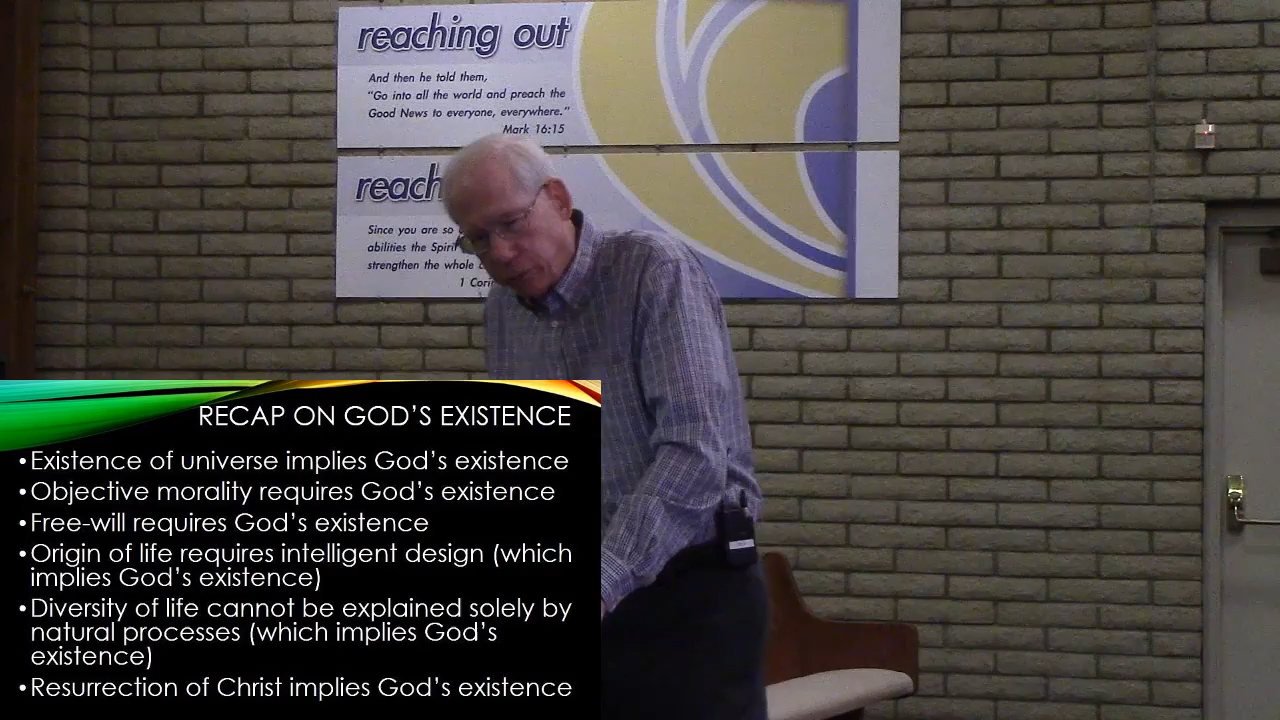 reaching out
And then he told them,
"Go into all the world and preach the
Good News to everyone, everywhere."
Mark 16:15
Since you are so
abilities the Spirit
strengthen the whole
1
RECAP ON GOD'S EXISTENCE
•Existence of universe implies God's existence
•Objective morality requires God's existence
•Free-will requires God's existence
•Origin of life requires intelligent design (which
implies God's existence)
•Diversity of life cannot be explained solely by
natural processes (which implies God's
existence)
•Resurrection of Christ implies God's existence